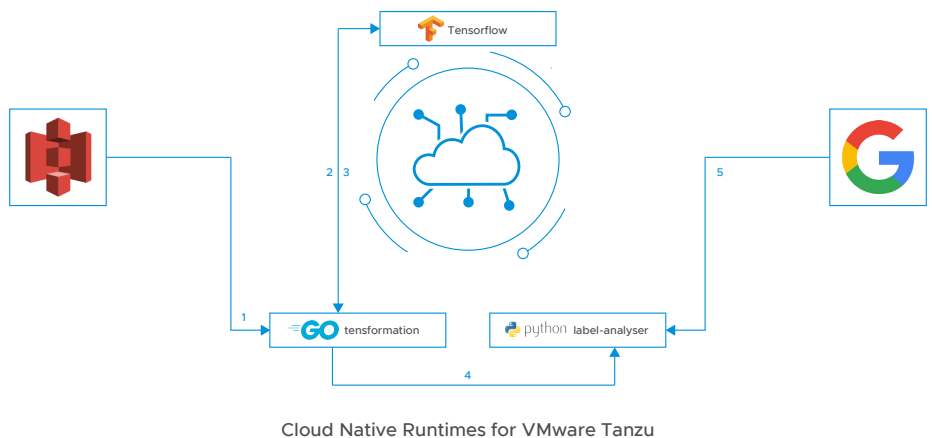 Tensorflow
2 3
5
1
GO tensformation
python label-analyser
4
Cloud Native Runtimes for VMware Tanzu